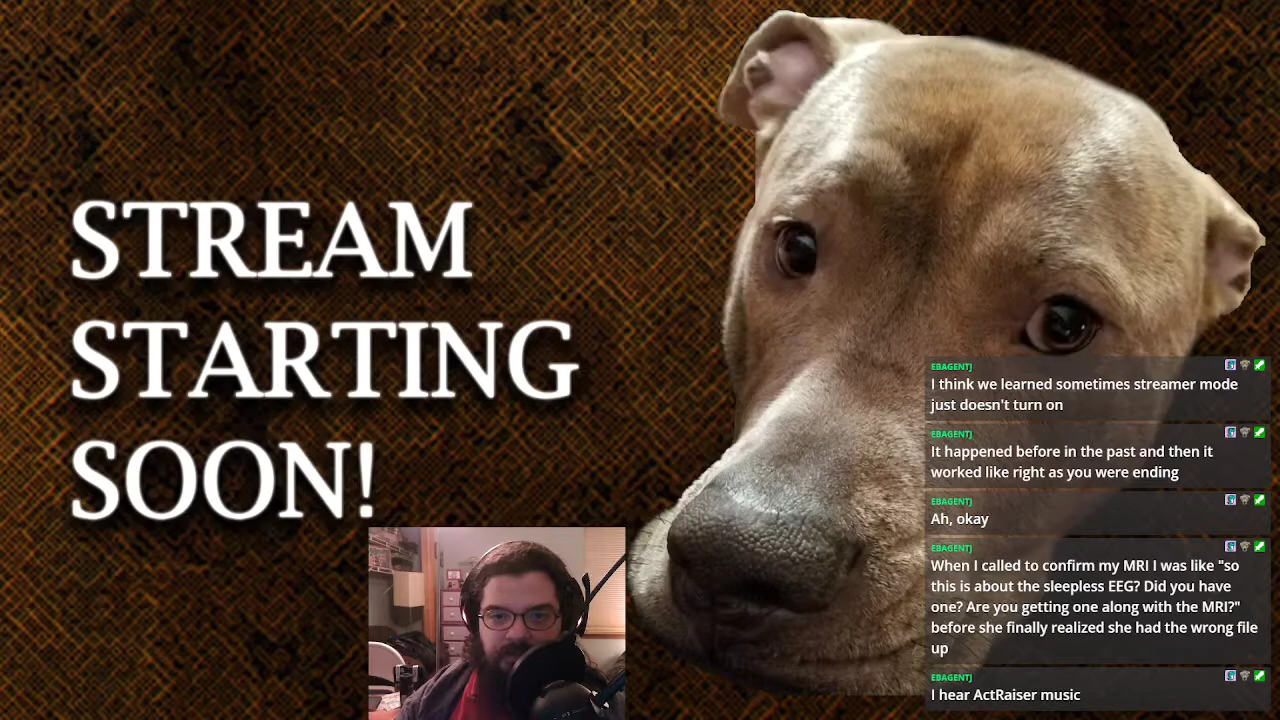 STREAM
STARTING
SOON!
EBAGENTJ
I think we learned sometimes streamer mode
just doesn't turn on
EBAGENTJ
It happened before in the past and then it
worked like right as you were ending
EBAGENTJ
Ah, okay
EBAGENTJ
When I called to confirm my MRI I was like "so
this is about the sleepless EEG? Did you have
one? Are you getting one along with the MRI?"
before she finally realized she had the wrong file
up
EBAGENTJ
I hear ActRaiser music